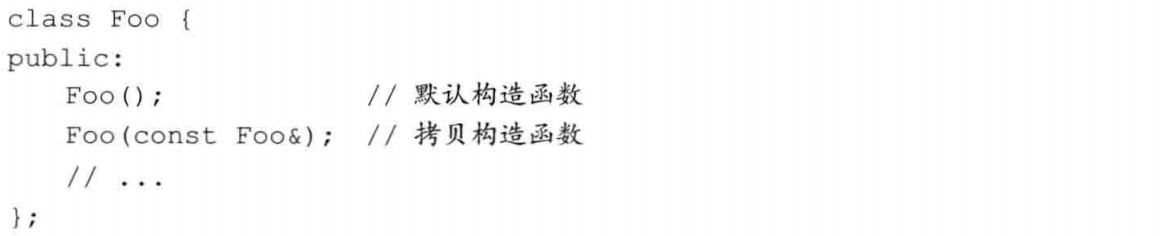 class Foo {
public:
    Foo();             // 默认构造函数
    Foo(const Foo&);  // 拷贝构造函数
    // ...
};